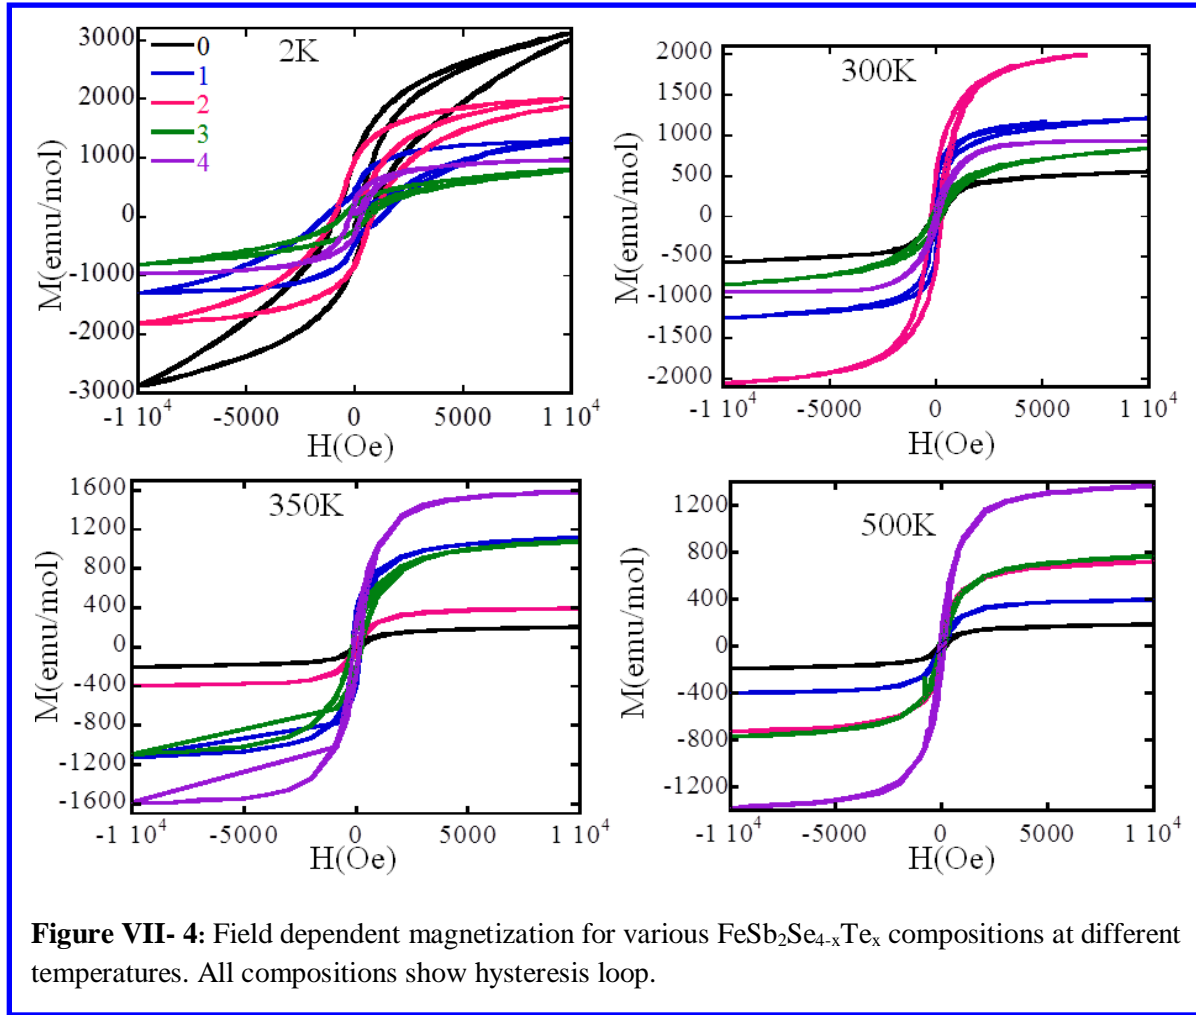 2K
0
1
2
3
4
M(emu/mol)
3000
2000
1000
0
-1000
-2000
-3000
-1 10⁴ -5000 0 5000 1 10⁴
H(Oe)
300K
M(emu/mol)
2000
1500
1000
500
0
-500
-1000
-1500
-2000
-1 10⁴ -5000 0 5000 1 10⁴
H(Oe)
350K
M(emu/mol)
1600
1200
800
400
0
-400
-800
-1200
-1600
-1 10⁴ -5000 0 5000 1 10⁴
H(Oe)
500K
M(emu/mol)
1200
800
400
0
-400
-800
-1200
-1 10⁴ -5000 0 5000 1 10⁴
H(Oe)
Figure VII- 4: Field dependent magnetization for various FeSb₂Se₄₋ₓTeₓ compositions at different
temperatures. All compositions show hysteresis loop.